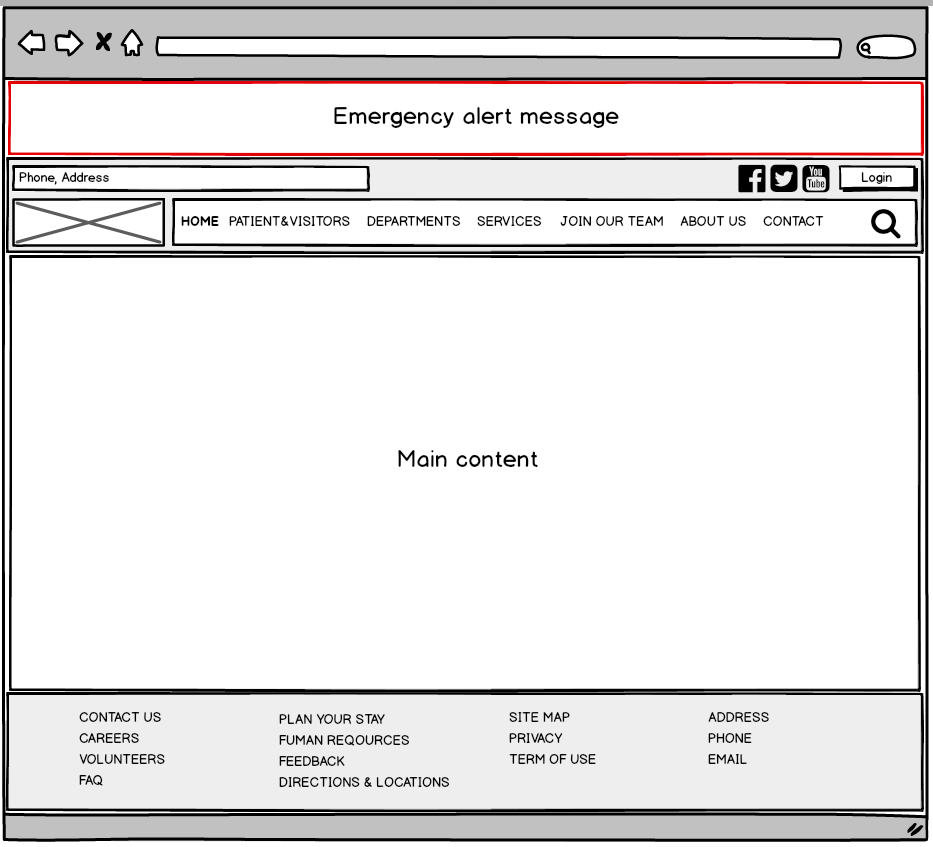 Emergency alert message
Phone, Address
You
Tube
Login
HOME PATIENT&VISITORS DEPARTMENTS SERVICES JOIN OUR TEAM ABOUT US CONTACT
Main content
CONTACT US
CAREERS
VOLUNTEERS
FAQ
PLAN YOUR STAY
FUMAN REQOURCES
FEEDBACK
DIRECTIONS & LOCATIONS
SITE MAP
PRIVACY
TERM OF USE
ADDRESS
PHONE
EMAIL